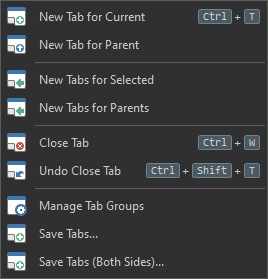 New Tab for Current Ctrl + T
New Tab for Parent
New Tabs for Selected
New Tabs for Parents
Close Tab Ctrl + W
Undo Close Tab Ctrl + Shift + T
Manage Tab Groups
Save Tabs...
Save Tabs (Both Sides)...